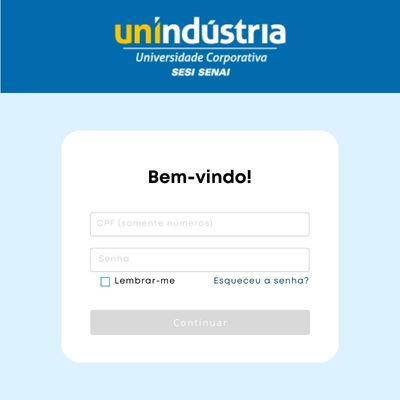 unindústria
Universidade Corporativa
SESI SENAI
Bem-vindo!
CPF (somente números)
Senha
Lembrar-me
Esqueceu a senha?
Continuar